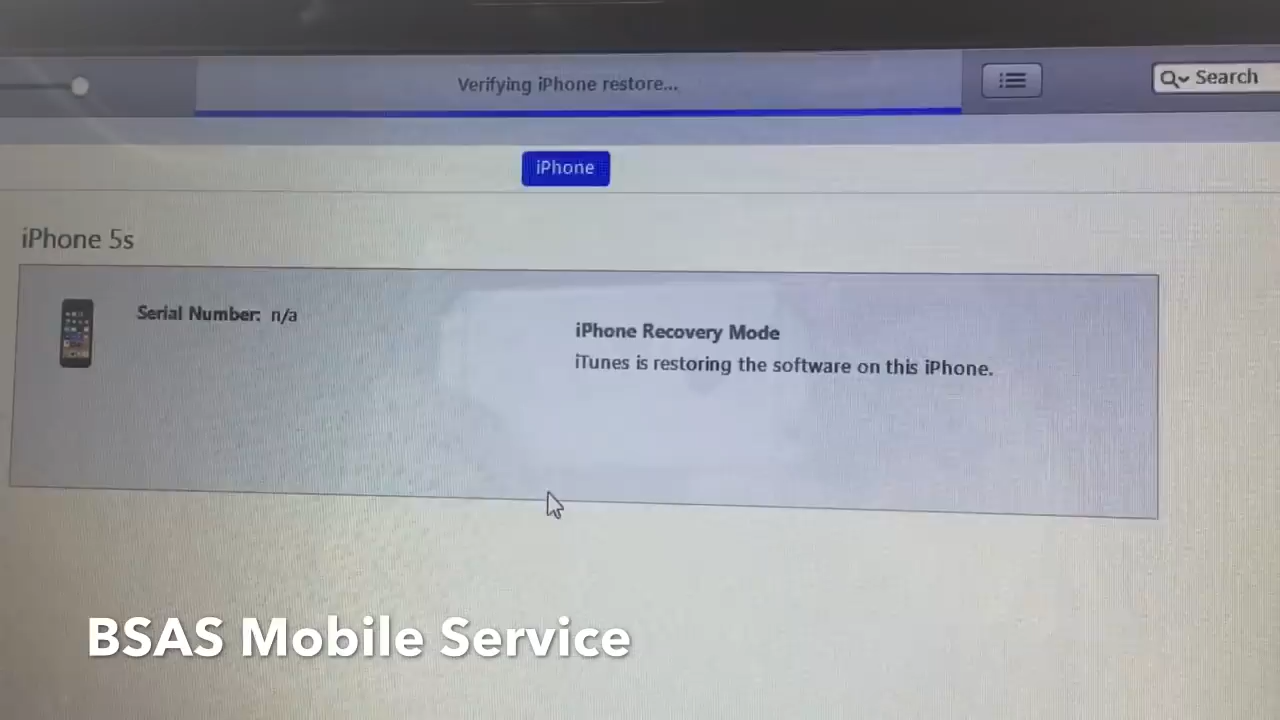 Verifying iPhone restore...
Search
iPhone
iPhone 5s
Serial Number: n/a
iPhone Recovery Mode
iTunes is restoring the software on this iPhone.
BSAS Mobile Service